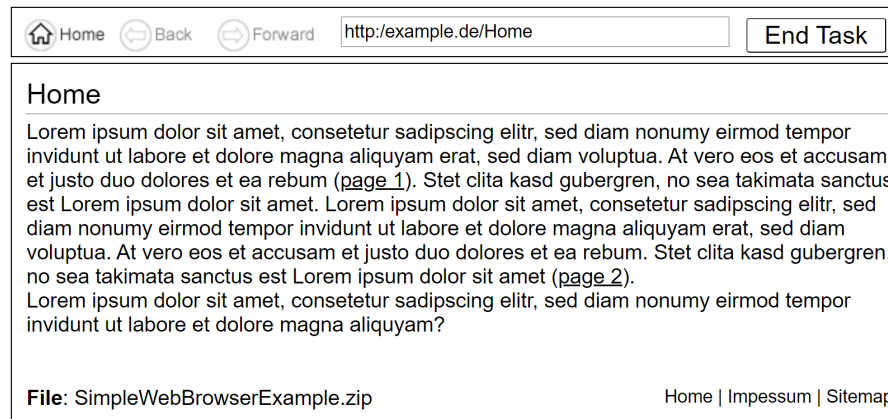 Home Back Forward http:/example.de/Home End Task
Home
Lorem ipsum dolor sit amet, consetetur sadipscing elitr, sed diam nonumy eirmod tempor
invidunt ut labore et dolore magna aliquyam erat, sed diam voluptua. At vero eos et accusam
et justo duo dolores et ea rebum (page 1). Stet clita kasd gubergren, no sea takimata sanctus
est Lorem ipsum dolor sit amet. Lorem ipsum dolor sit amet, consetetur sadipscing elitr, sed
diam nonumy eirmod tempor invidunt ut labore et dolore magna aliquyam erat, sed diam
voluptua. At vero eos et accusam et justo duo dolores et ea rebum. Stet clita kasd gubergren,
no sea takimata sanctus est Lorem ipsum dolor sit amet (page 2).
Lorem ipsum dolor sit amet, consetetur sadipscing elitr, sed diam nonumy eirmod tempor
invidunt ut labore et dolore magna aliquyam?
File: SimpleWebBrowserExample.zip Home | Impessum | Sitemap